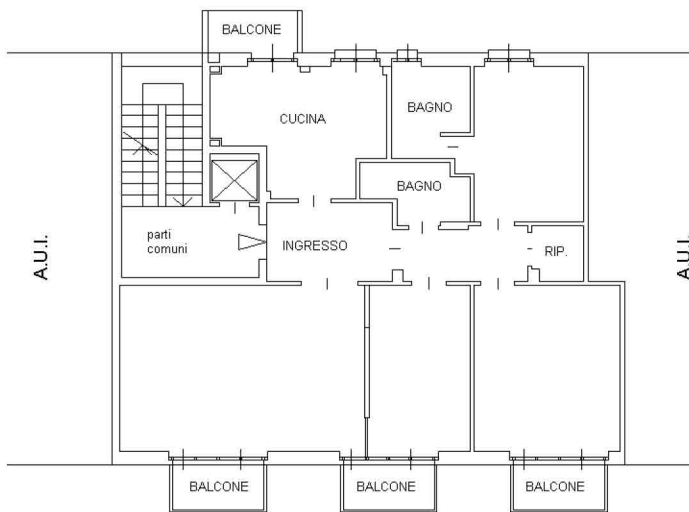 BALCONE
CUCINA
BAGNO
BAGNO
parti
comuni
INGRESSO
RIP.
A.U.I.
A.U.I.
BALCONE
BALCONE
BALCONE